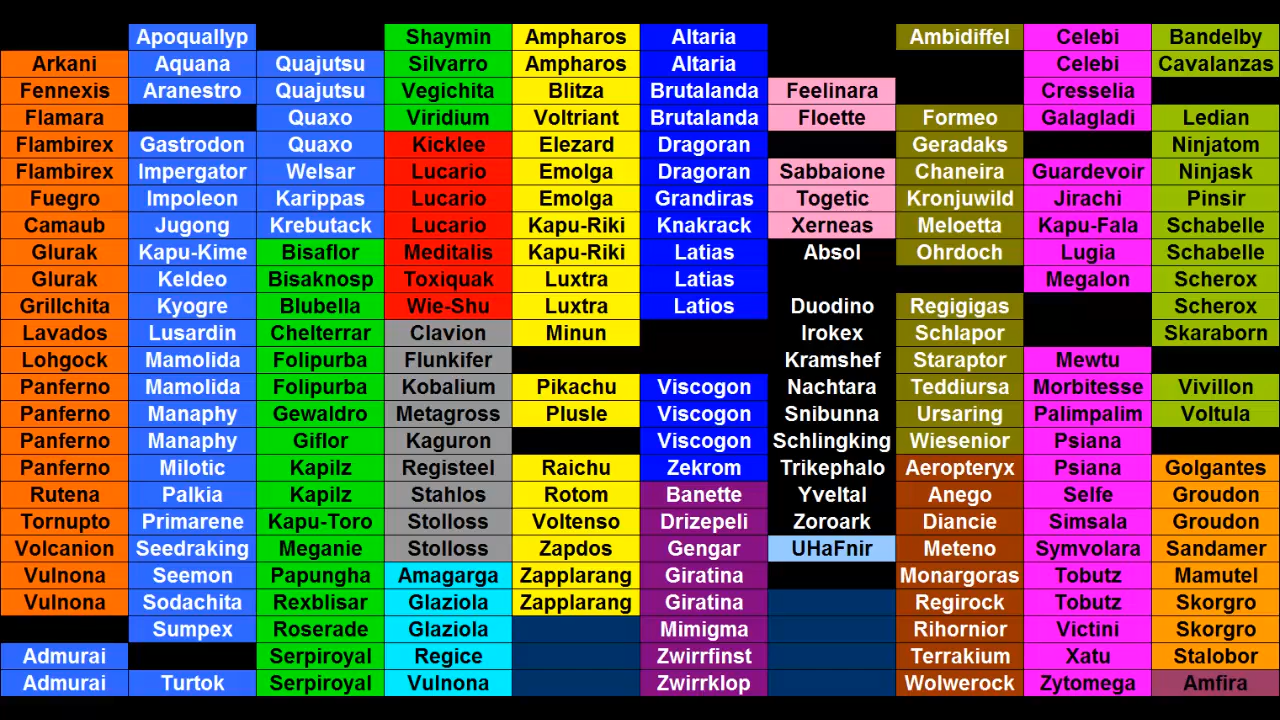 Apoquallyp Shaymin Ampharos Altaria Ambidiffel Celebi Bandelby
Arkani Aquana Quajutsu Silvarro Ampharos Altaria Celebi Cavalanzas
Fennexis Aranestro Quajutsu Vegichita Blitza Brutalanda Feelinara Cresselia
Flamara Quaxo Viridium Voltriant Brutalanda Floette Formeo Galagladi Ledian
Flambirex Gastrodon Quaxo Kicklee Elezard Dragoran Geradaks Ninjatom
Flambirex Impergator Welsar Lucario Emolga Dragoran Sabbaione Chaneira Guardevoir Ninjask
Fuegro Impoleon Karippas Lucario Emolga Grandiras Togetic Kronjuwild Jirachi Pinsir
Camaub Jugong Krebutack Lucario Kapu-Riki Knakrack Xerneas Meloetta Kapu-Fala Schabelle
Glurak Kapu-Kime Bisaflor Meditalis Kapu-Riki Latias Absol Ohrdoch Lugia Schabelle
Glurak Keldeo Bisaknosp Toxiquak Luxtra Latias Megalon Scherox
Grillchita Kyogre Blubella Wie-Shu Luxtra Latios Duodino Regigigas Scherox
Lavados Lusardin Chelterrar Clavion Minun Irokex Schlapor Skaraborn
Lohgock Mamolida Folipurba Flunkifer Kramshef Staraptor Mewtu
Panferno Mamolida Folipurba Kobalium Pikachu Viscogon Nachtara Teddiursa Morbitesse Vivillon
Panferno Manaphy Gewaldro Metagross Plusle Viscogon Snibunna Ursaring Palimpalim Voltula
Panferno Manaphy Giflor Kaguron Viscogon Schlingking Wiesenior Psiana
Panferno Milotic Kapilz Registeel Raichu Zekrom Trikephalo Aeropteryx Psiana Golgantes
Rutena Palkia Kapilz Stahlos Rotom Banette Yveltal Anego Selfe Groudon
Tornupto Primarene Kapu-Toro Stolloss Voltenso Drizepeli Zoroark Diancie Simsala Groudon
Volcanion Seedraking Meganie Stolloss Zapdos Gengar UHaFnir Meteno Symvolara Sandamer
Vulnona Seemon Papungha Amagarga Zapplarang Giratina Monargoras Tobutz Mamutel
Vulnona Sodachita Rexblisar Glaziola Zapplarang Giratina Regirock Tobutz Skorgro
Sumpex Roserade Glaziola Mimigma Rihornior Victini Skorgro
Admurai Serpiroyal Regice Zwirrfinst Terrakium Xatu Stalobor
Admurai Turtok Serpiroyal Vulnona Zwirrklop Wolwerock Zytomega Amfira